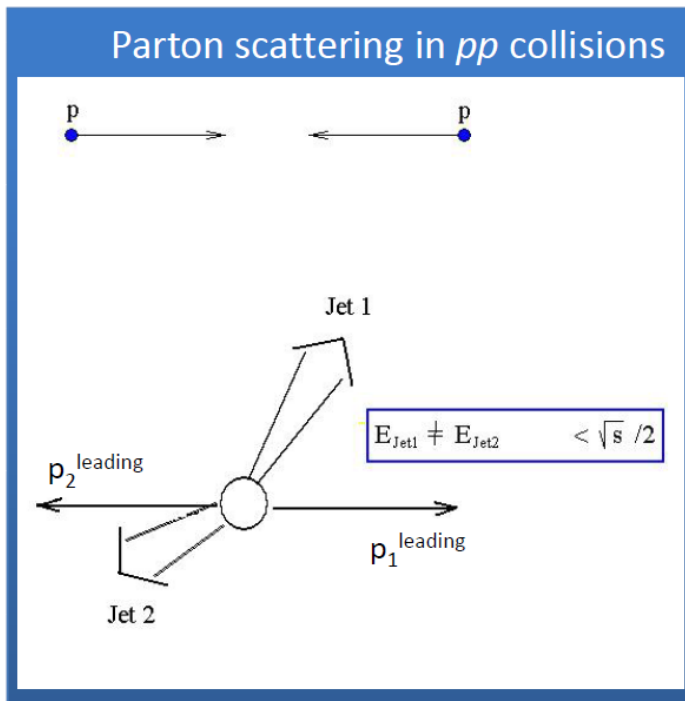 Parton scattering in pp collisions
p
p
Jet 1
E_Jet1 ≠ E_Jet2 < √s /2
p₂^leading
p₁^leading
Jet 2